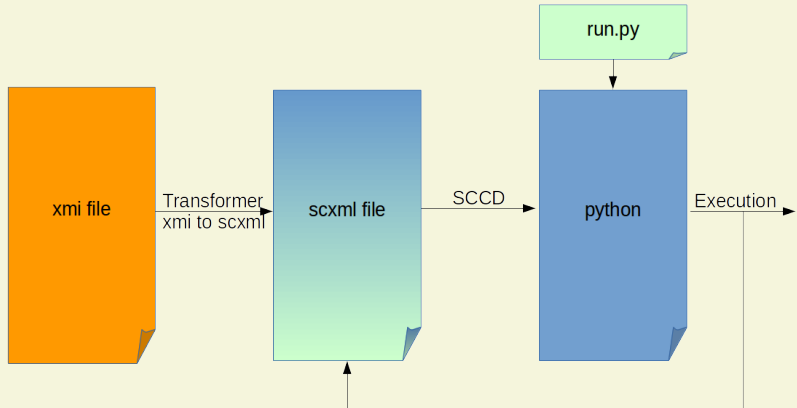 run.py
xmi file
Transformer
xmi to scxml
scxml file
SCCD
python
Execution